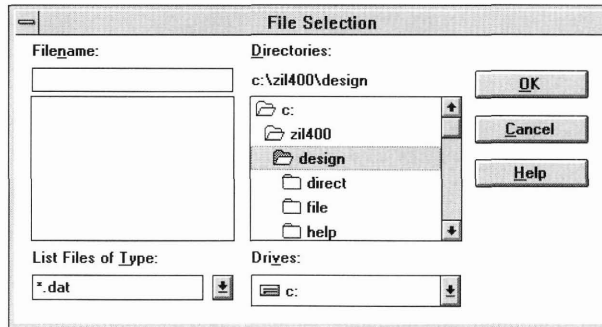 File Selection
Filename:
Directories:
c:\zil400\design
OK
c:
zil400
Cancel
design
direct
Help
file
help
List Files of Type:
Drives:
*.dat
c: